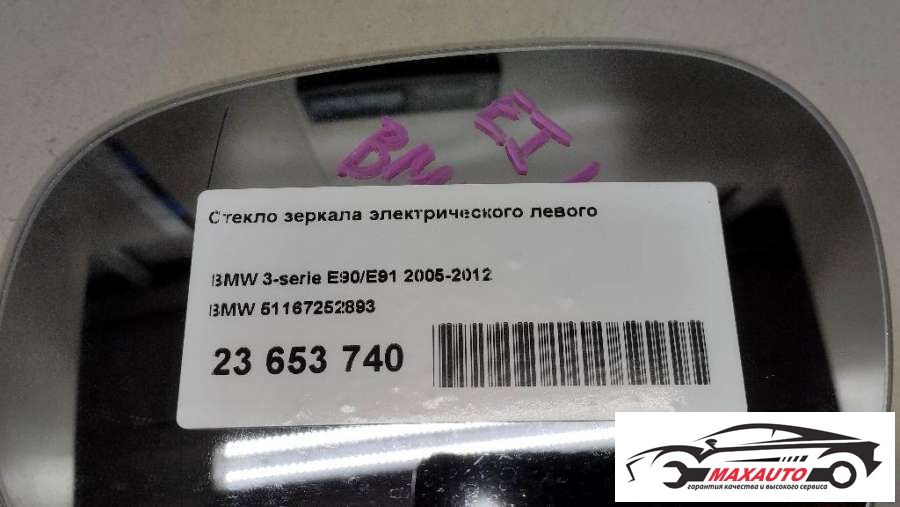 BM
Стекло зеркала электрического левого
BMW 3-serie E90/E91 2005-2012
BMW 51167252893
23 653 740
MAXAUTO
гарантия качества и высокого сервиса